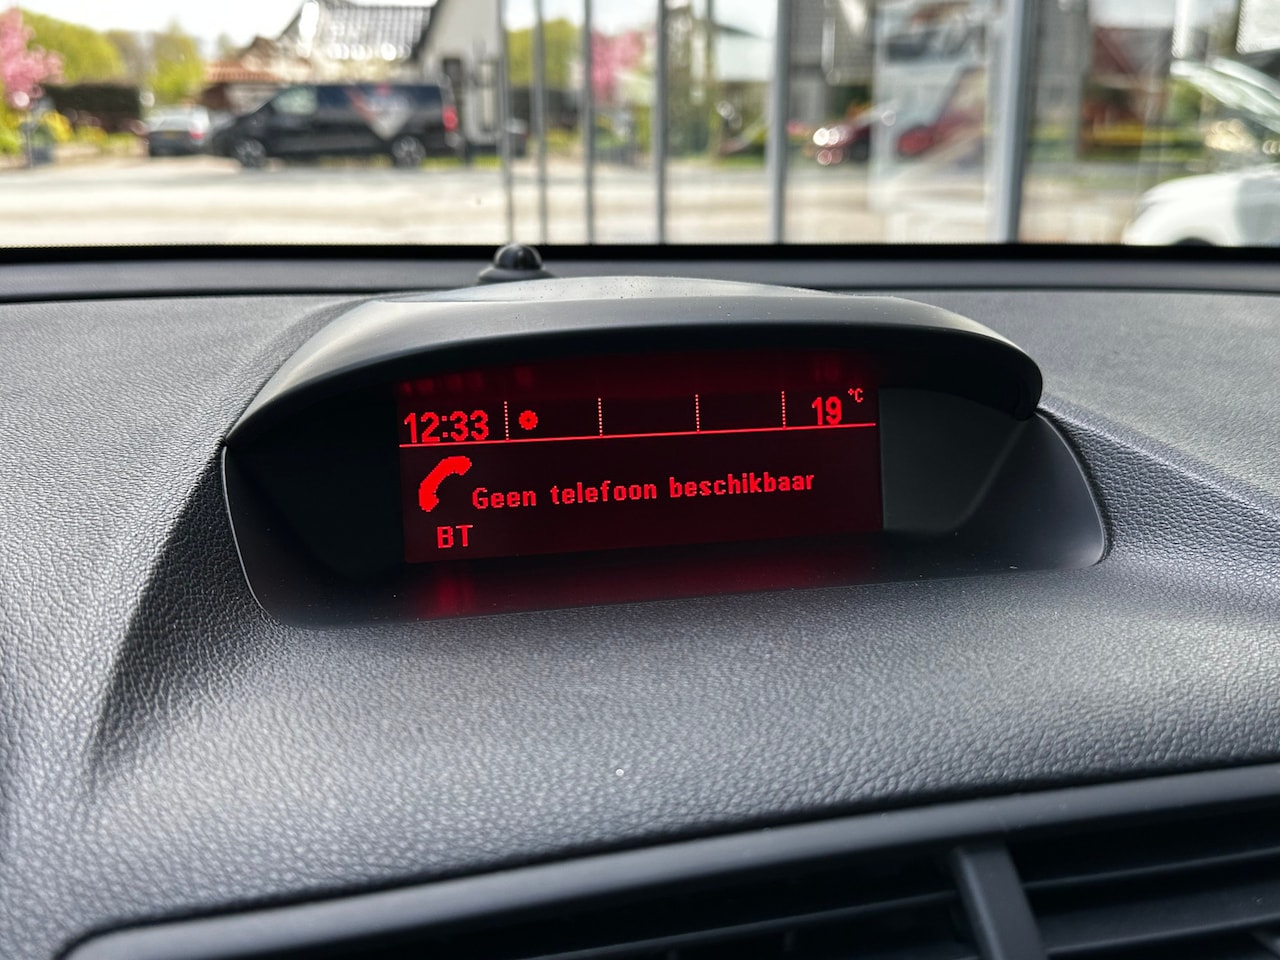 12:33 19 °C
Geen telefoon beschikbaar
BT